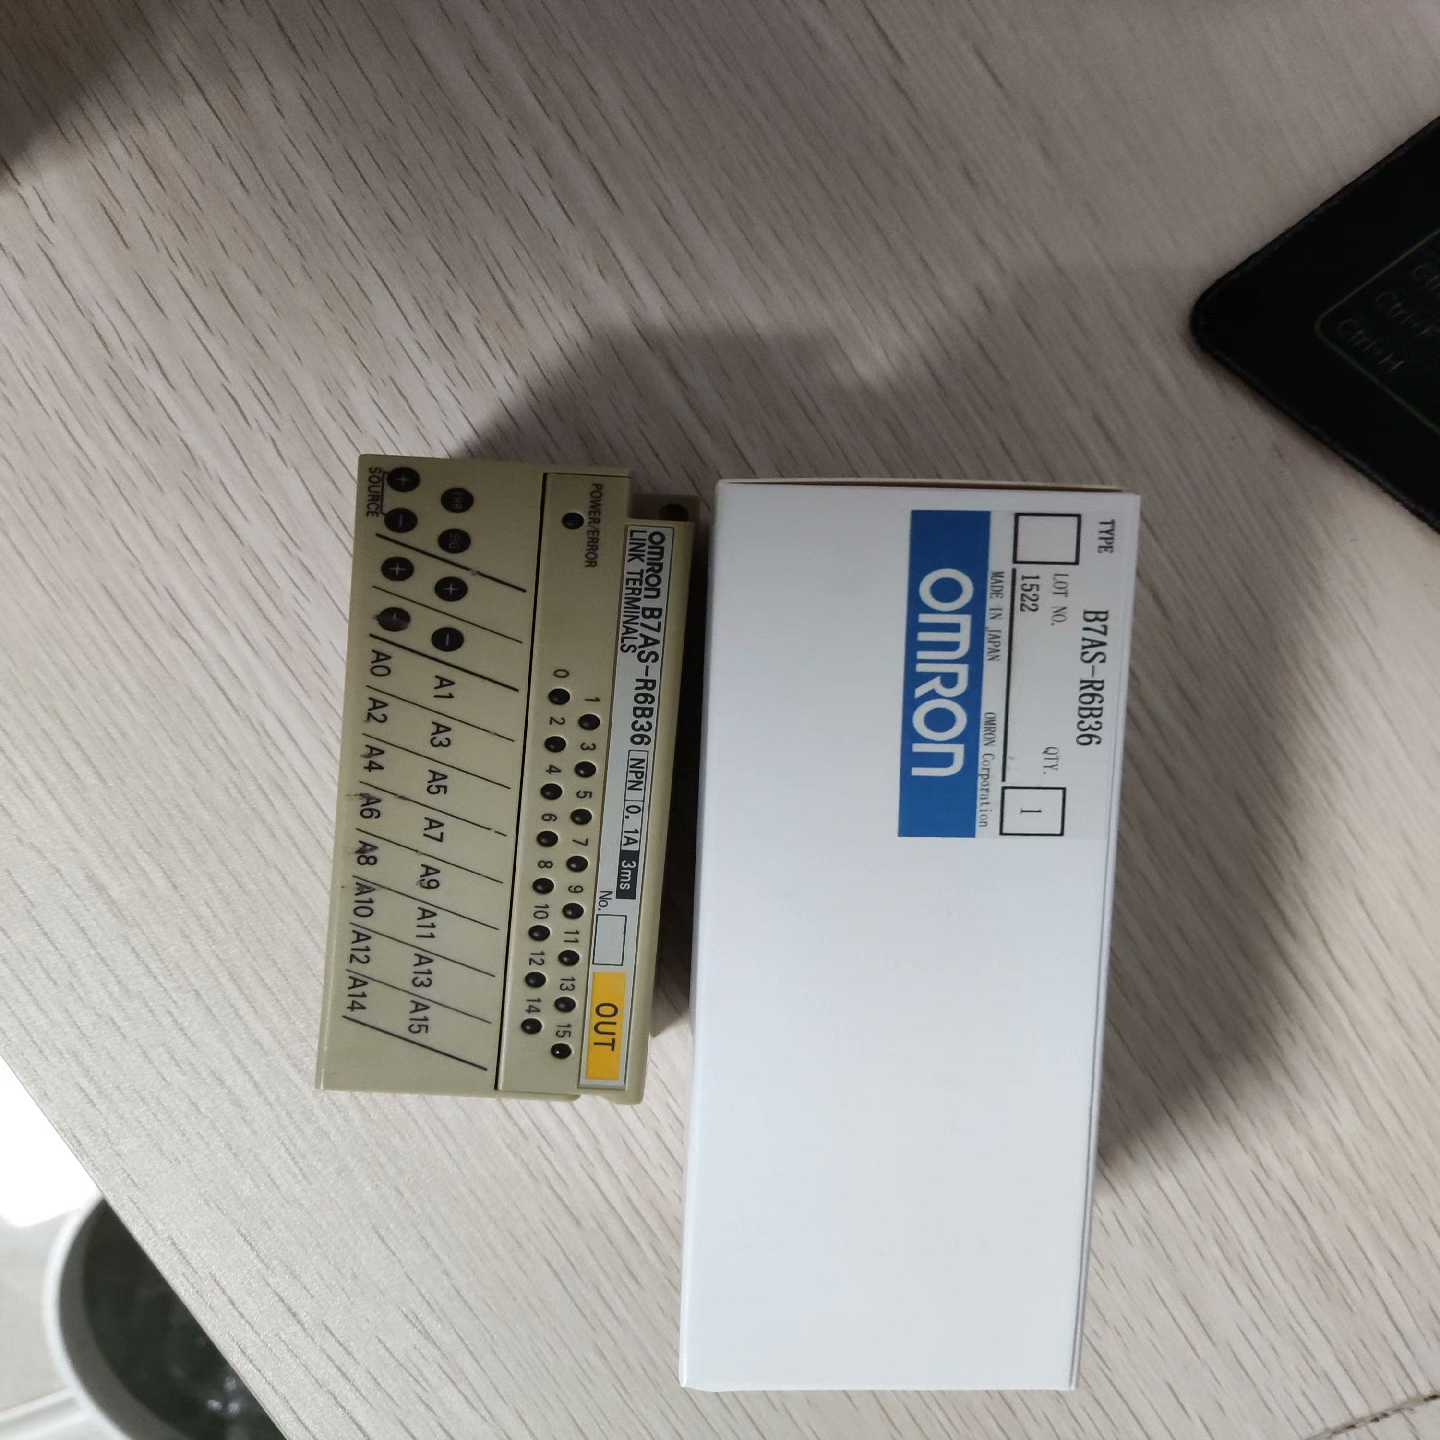 omron B7AS-R6B36 NPN 0.1A 3ms
LINK TERMINALS
No.
OUT
POWER/ERROR
1 3 5 7 9 11 13 15
0 2 4 6 8 10 12 14
SIG SG + - A1 A3 A5 A7 A9 A11 A13 A15
+ - + - A0 A2 A4 A6 A8 A10 A12 A14
SOURCE
TYPE B7AS-R6B36
LOT NO. QTY.
1522 1
MADE IN JAPAN OMRON Corporation
OMRON
Ctrl+H